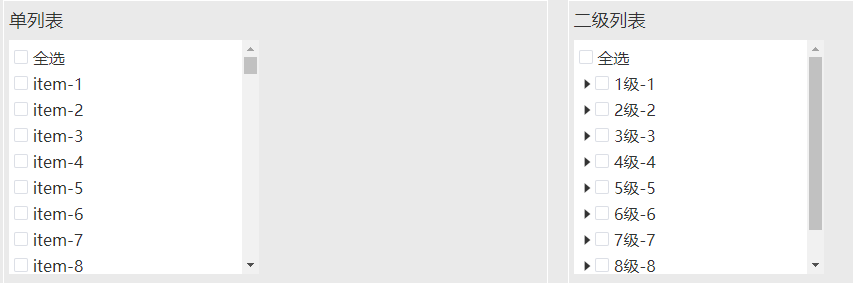 单列表
全选
item-1
item-2
item-3
item-4
item-5
item-6
item-7
item-8
二级列表
全选
1级-1
2级-2
3级-3
4级-4
5级-5
6级-6
7级-7
8级-8